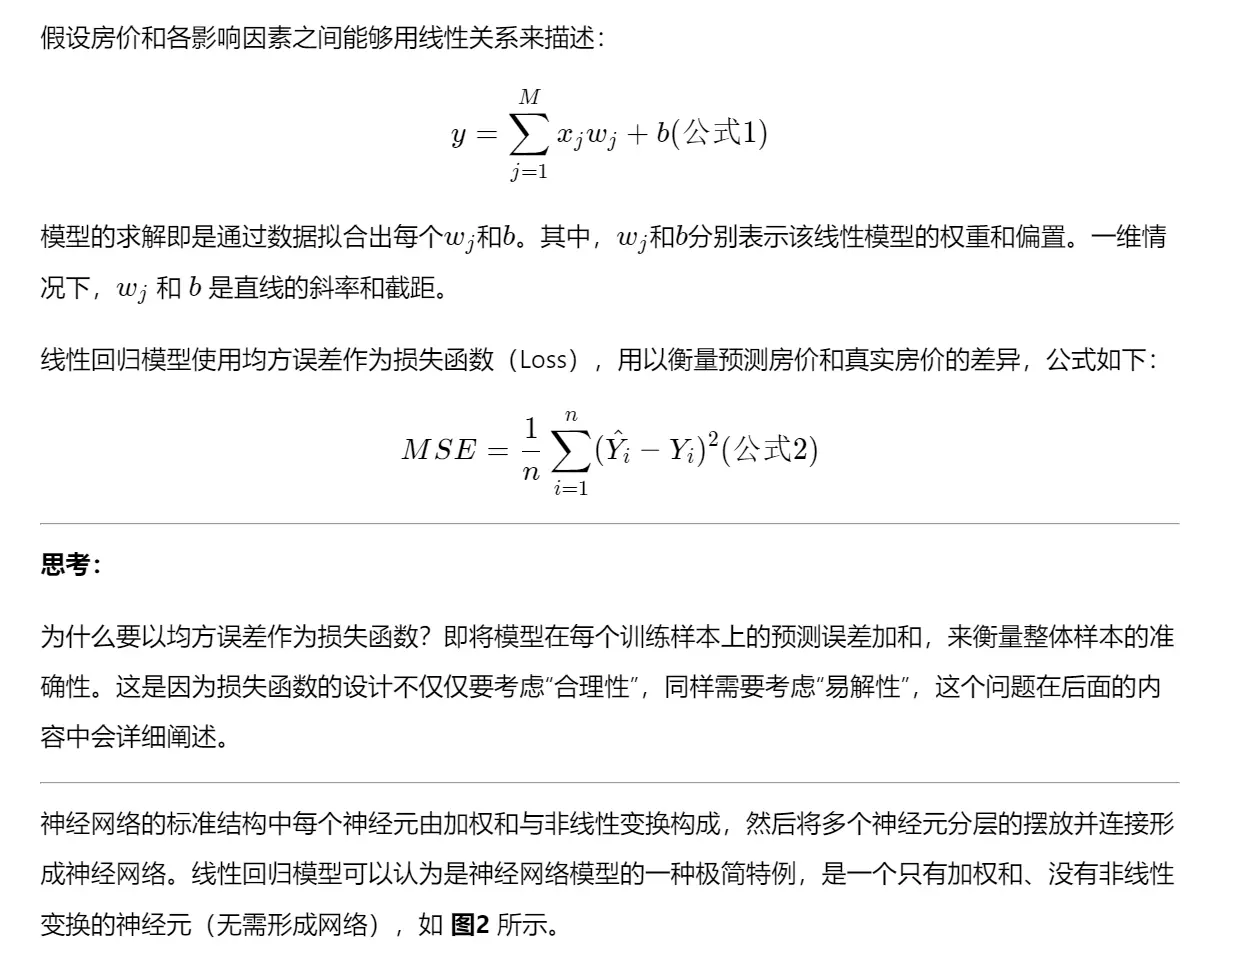 假设房价和各影响因素之间能够用线性关系来描述：
y = \sum_{j=1}^{M} x_j w_j + b(公式1)
模型的求解即是通过数据拟合出每个w_j和b。其中，w_j和b分别表示该线性模型的权重和偏置。一维情
况下，w_j 和 b 是直线的斜率和截距。
线性回归模型使用均方误差作为损失函数（Loss），用以衡量预测房价和真实房价的差异，公式如下：
MSE = \frac{1}{n} \sum_{i=1}^{n} (\hat{Y}_i - Y_i)^2(公式2)
思考：
为什么要以均方误差作为损失函数？即将模型在每个训练样本上的预测误差加和，来衡量整体样本的准
确性。这是因为损失函数的设计不仅仅要考虑“合理性”，同样需要考虑“易解性”，这个问题在后面的内
容中会详细阐述。
神经网络的标准结构中每个神经元由加权和与非线性变换构成，然后将多个神经元分层的摆放并连接形
成神经网络。线性回归模型可以认为是神经网络模型的一种极简特例，是一个只有加权和、没有非线性
变换的神经元（无需形成网络），如 图2 所示。